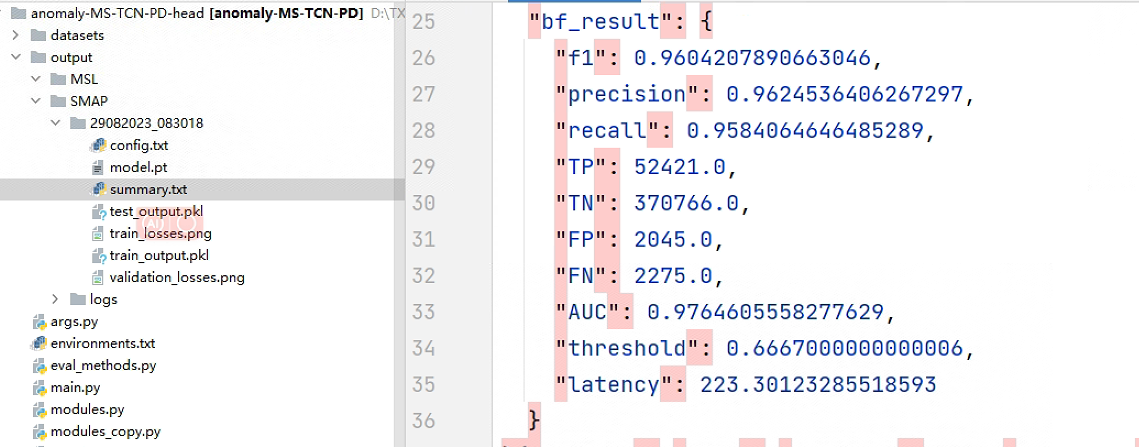 anomaly-MS-TCN-PD-head [anomaly-MS-TCN-PD] D:\TX
datasets
output
MSL
SMAP
29082023_083018
config.txt
model.pt
summary.txt
test_output.pkl
train_losses.png
train_output.pkl
validation_losses.png
logs
args.py
environments.txt
eval_methods.py
main.py
modules.py
modules_copy.py
25 "bf_result": {
26 "f1": 0.9604207890663046,
27 "precision": 0.9624536406267297,
28 "recall": 0.9584064646485289,
29 "TP": 52421.0,
30 "TN": 370766.0,
31 "FP": 2045.0,
32 "FN": 2275.0,
33 "AUC": 0.9764605558277629,
34 "threshold": 0.6667000000000006,
35 "latency": 223.30123285518593
36 }